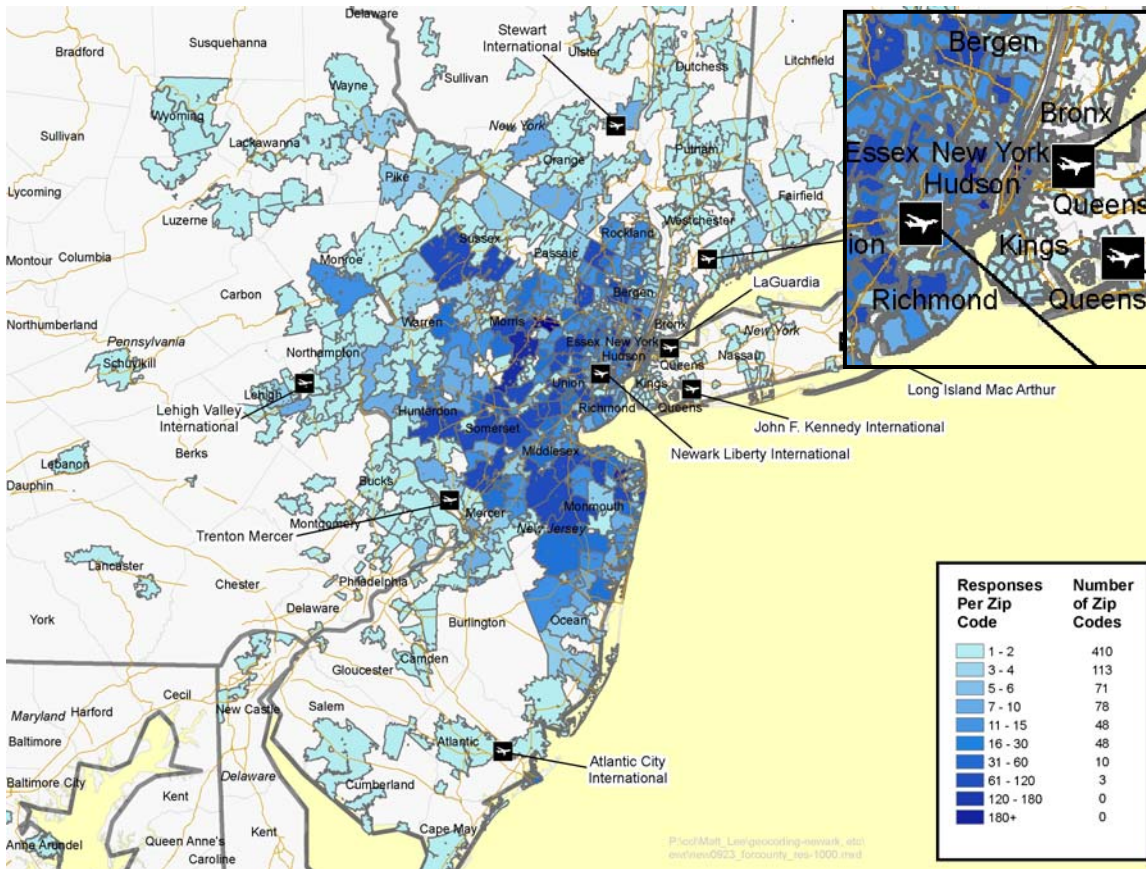 Delaware
Susquehanna
Bradford
Stewart
International
Ulster
Dutchess
Litchfield
Sullivan
Wayne
Wyoming
Sullivan
Lackawanna
New York
Orange
Putnam
Lycoming
Pike
Fairfield
Luzerne
Westchester
Sussex
Rockland
Passaic
Montour
Columbia
Monroe
LaGuardia
Carbon
Bergen
Northumberland
Warren
Morris
Bronx
New York
Pennsylvania
Northampton
Essex
New York
Hudson
Nassau
Schuylkill
Queens
Lehigh
Union
Kings
Lehigh Valley
International
Hunterdon
Richmond
Queens
Long Island Mac Arthur
Somerset
John F. Kennedy International
Berks
Middlesex
Newark Liberty International
Lebanon
Bucks
Dauphin
Mercer
Monmouth
Montgomery
New Jersey
Trenton Mercer
Lancaster
Chester
Philadelphia
Delaware
York
Burlington
Ocean
Camden
Gloucester
Cecil
New Castle
Salem
Maryland
Harford
Baltimore
Atlantic
Atlantic City
International
Baltimore City
Delaware
Cumberland
Kent
Cape May
Anne Arundel
Queen Anne's
Kent
Caroline
Bergen
Bronx
Essex
New York
Hudson
Queens
ion
Kings
Richmond
Queens
Responses
Per Zip
Code
Number
of Zip
Codes
1 - 2 410
3 - 4 113
5 - 6 71
7 - 10 78
11 - 15 48
16 - 30 48
31 - 60 10
61 - 120 3
120 - 180 0
180+ 0